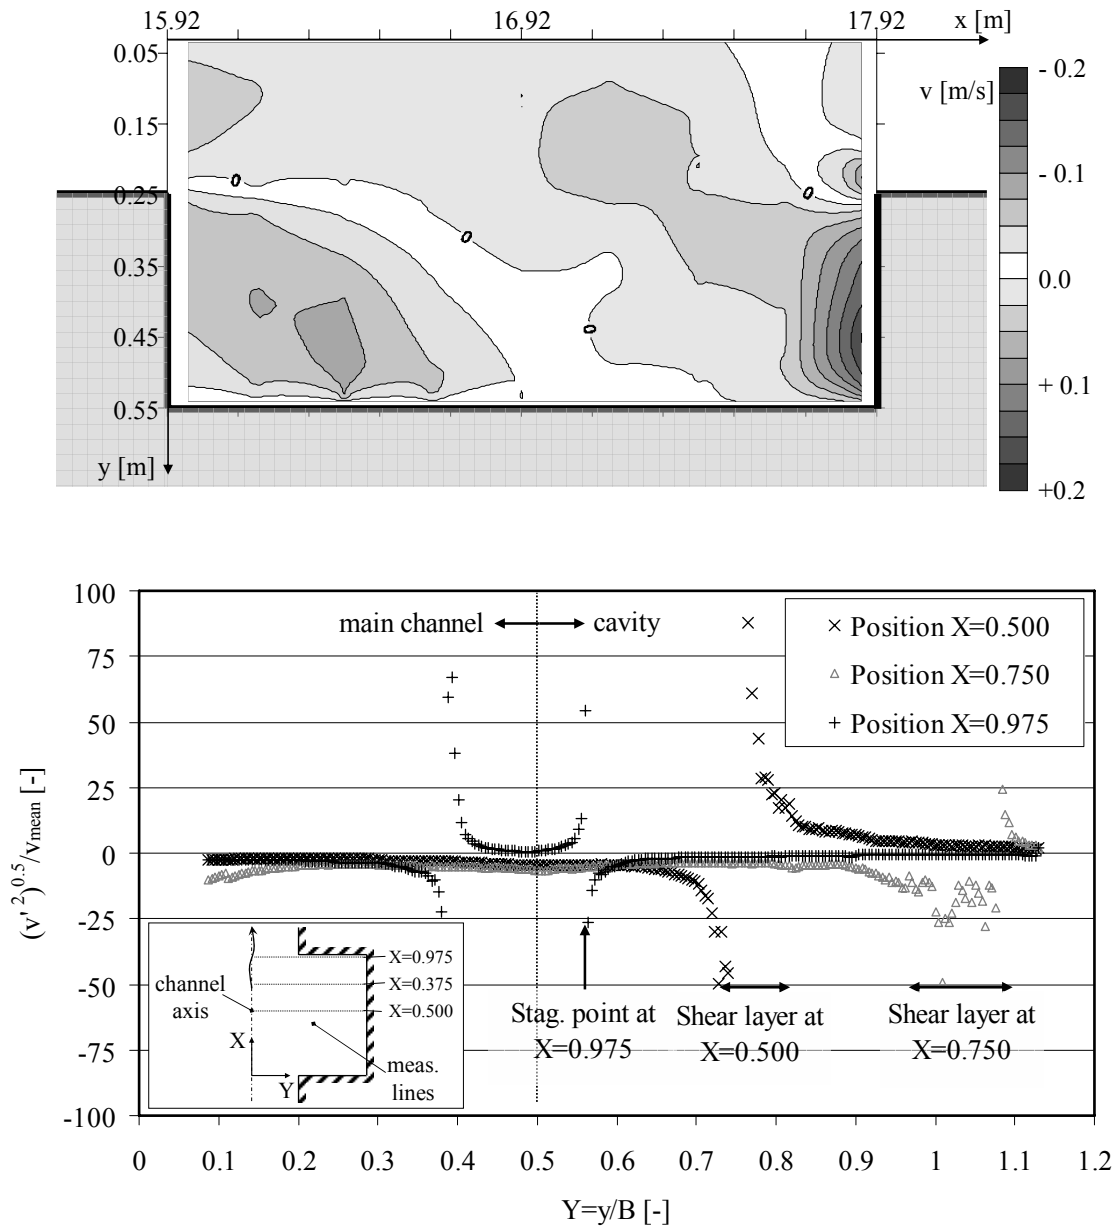 15.92 16.92 17.92 x [m]
0.05
0.15
0.25
0.35
0.45
0.55
y [m]
0
0
0
0
v [m/s]
- 0.2
- 0.1
0.0
+ 0.1
+0.2
100
75
50
25
0
-25
-50
-75
-100
(v' ²)^0.5/v_mean [-]
main channel
cavity
× Position X=0.500
△ Position X=0.750
+ Position X=0.975
Stag. point at
X=0.975
Shear layer at
X=0.500
Shear layer at
X=0.750
channel
axis
X=0.975
X=0.375
X=0.500
X
Y
meas.
lines
0 0.1 0.2 0.3 0.4 0.5 0.6 0.7 0.8 0.9 1 1.1 1.2
Y=y/B [-]